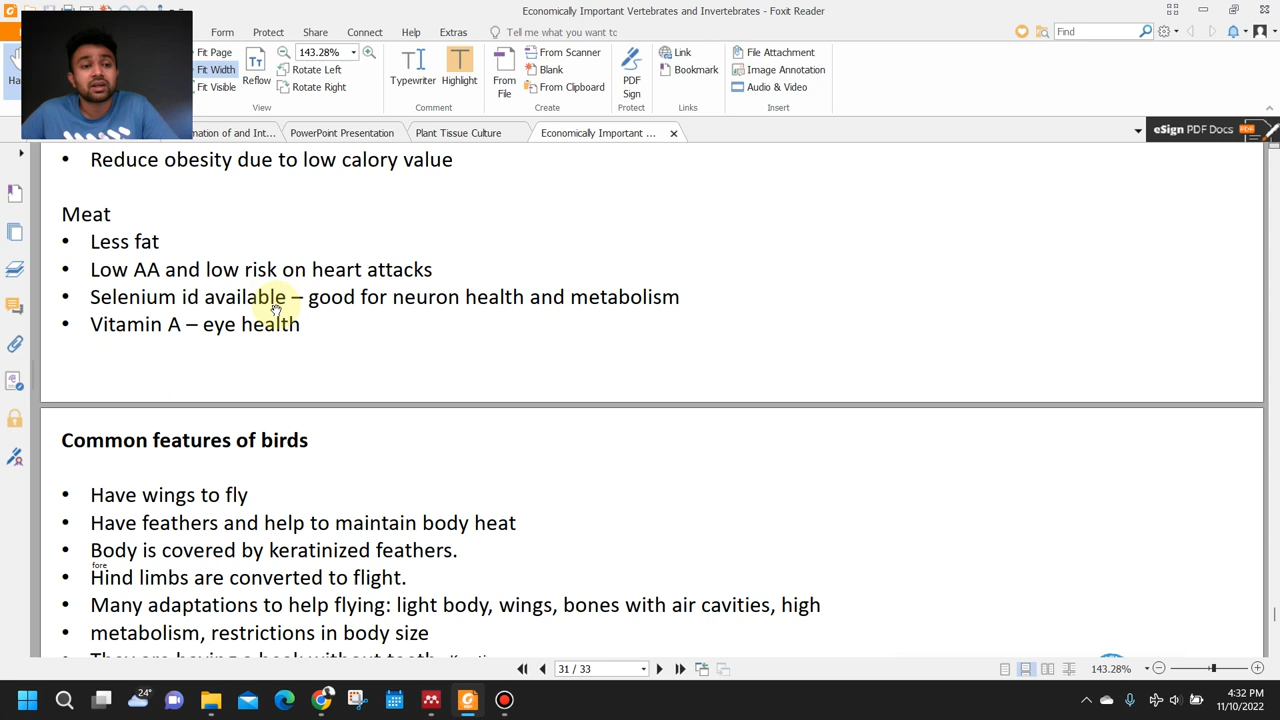 Economically Important Vertebrates and Invertebrates - Foxit Reader
Form Protect Share Connect Help Extras Tell me what you want to Find
Fit Page
143.28%
From Scanner
Link
File Attachment
Fit Width
Rotate Left
Blank
Bookmark
Image Annotation
Fit Visible
Reflow
Rotate Right
Typewriter Highlight
From File
From Clipboard
PDF Sign
Audio & Video
View Comment Create Protect Links Insert
PowerPoint Presentation
Plant Tissue Culture
Economically Important ...
eSign PDF Docs
• Reduce obesity due to low calory value
Meat
• Less fat
• Low AA and low risk on heart attacks
• Selenium id available – good for neuron health and metabolism
• Vitamin A – eye health
Common features of birds
• Have wings to fly
• Have feathers and help to maintain body heat
• Body is covered by keratinized feathers.
fore
• Hind limbs are converted to flight.
• Many adaptations to help flying: light body, wings, bones with air cavities, high
• metabolism, restrictions in body size
• They are having a beak without teeth
31 / 33
143.28%
24°
4:32 PM
11/10/2022